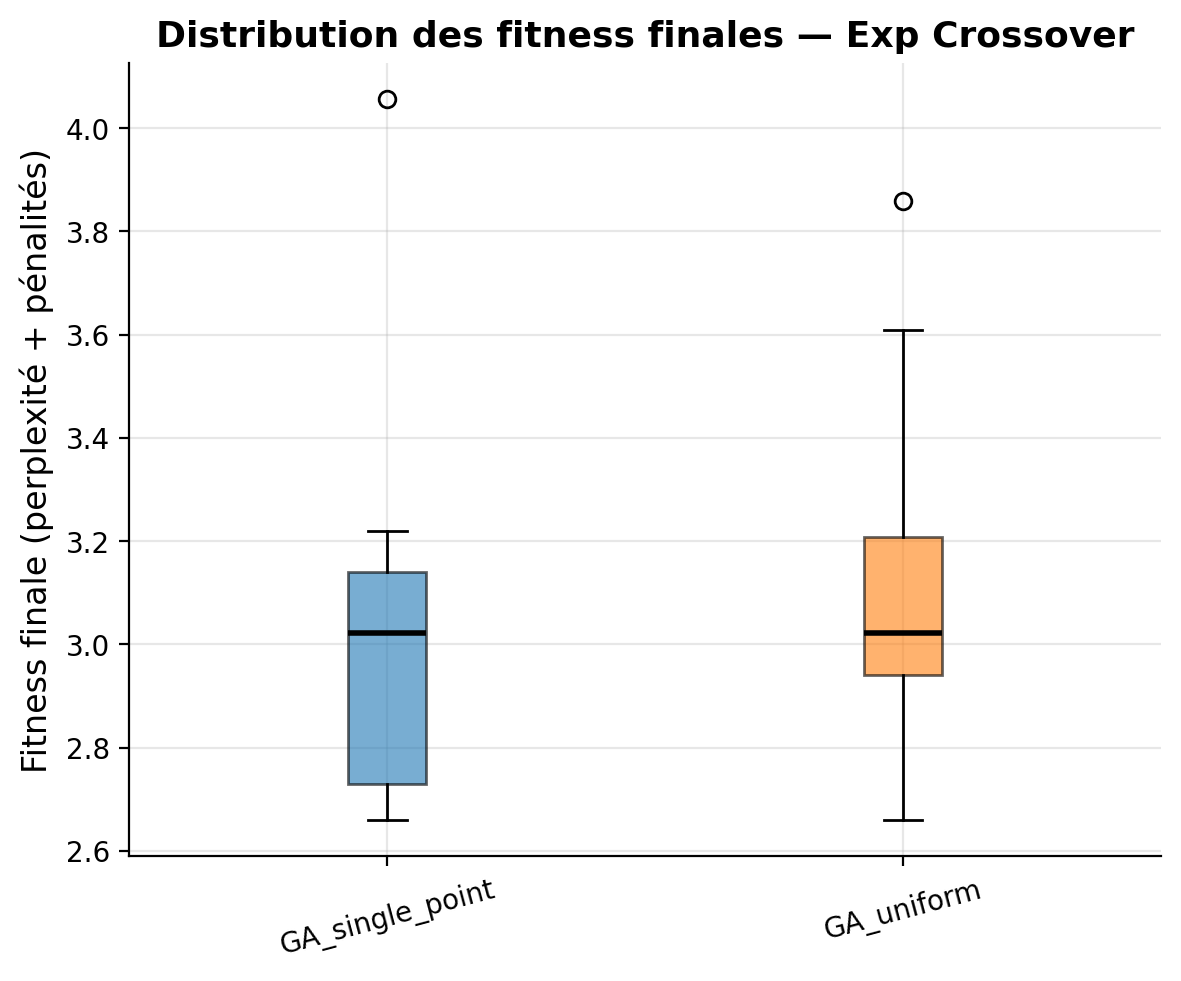 Distribution des fitness finales — Exp Crossover
Fitness finale (perplexité + pénalités)
4.0
3.8
3.6
3.4
3.2
3.0
2.8
2.6
GA_single_point
GA_uniform